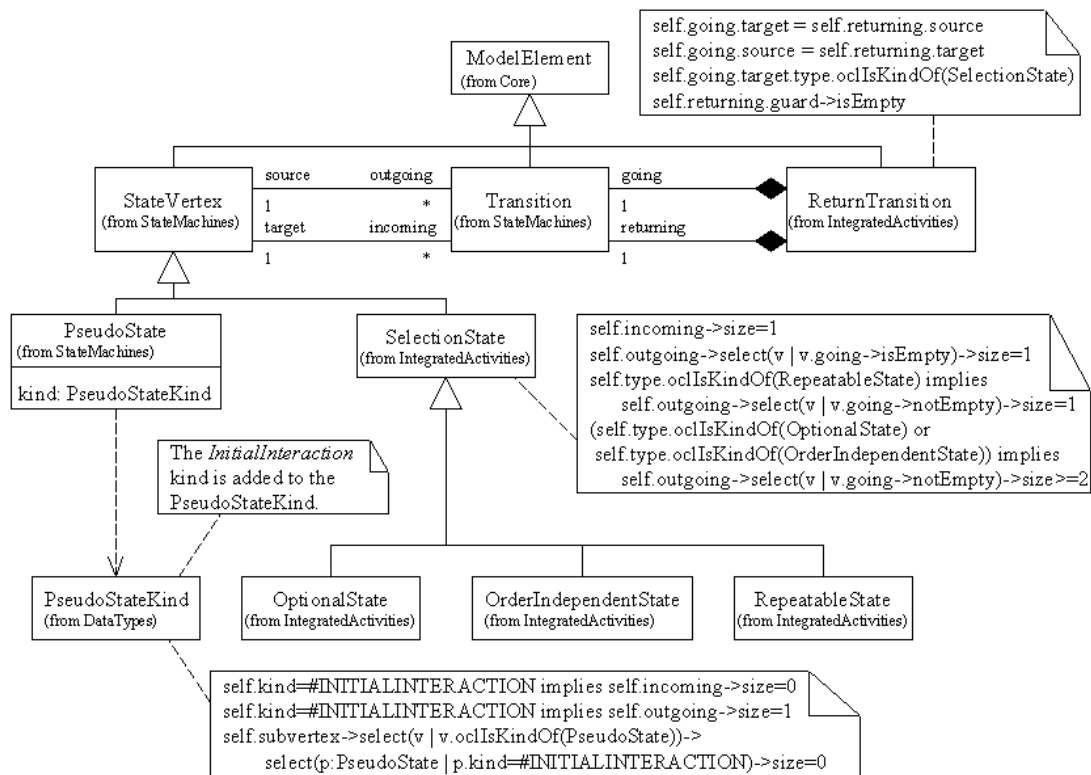 self.going.target = self.returning.source
self.going.source = self.returning.target
self.going.target.type.oclIsKindOf(SelectionState)
self.returning.guard->isEmpty
ModelElement
(from Core)
StateVertex
(from StateMachines)
source
outgoing
1
*
target
incoming
1
*
Transition
(from StateMachines)
going
1
returning
1
ReturnTransition
(from IntegratedActivities)
PseudoState
(from StateMachines)
kind: PseudoStateKind
SelectionState
(from IntegratedActivities)
self.incoming->size=1
self.outgoing->select(v | v.going->isEmpty)->size=1
self.type.oclIsKindOf(RepeatableState) implies
self.outgoing->select(v | v.going->notEmpty)->size=1
(self.type.oclIsKindOf(OptionalState) or
self.type.oclIsKindOf(OrderIndependentState)) implies
self.outgoing->select(v | v.going->notEmpty)->size>=2
The InitialInteraction
kind is added to the
PseudoStateKind.
PseudoStateKind
(from DataTypes)
OptionalState
(from IntegratedActivities)
OrderIndependentState
(from IntegratedActivities)
RepeatableState
(from IntegratedActivities)
self.kind=#INITIALINTERACTION implies self.incoming->size=0
self.kind=#INITIALINTERACTION implies self.outgoing->size=1
self.subvertex->select(v | v.oclIsKindOf(PseudoState))->
select(p:PseudoState | p.kind=#INITIALINTERACTION)->size=0